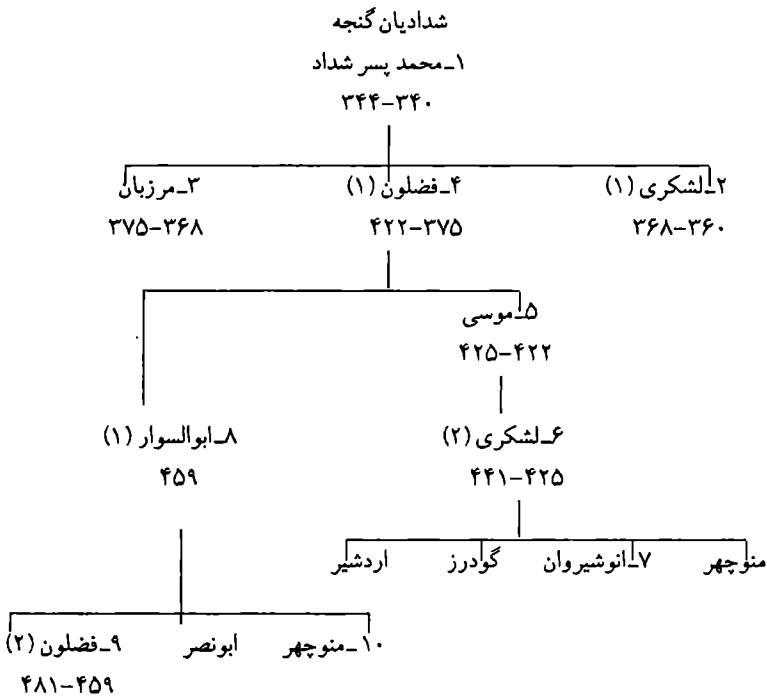 شدادیان گنجه
۱ـ محمد پسر شداد
۳۴۰–۳۴۴
۲ـ لشکری (۱) ۴ـ فضلون (۱) ۳ـ مرزبان
۳۶۰–۳۶۸ ۳۷۵–۴۲۲ ۳۶۸–۳۷۵
۵ـ موسی
۴۲۲–۴۲۵
۶ـ لشکری (۲) ۸ـ ابوالسوار (۱)
۴۲۵–۴۴۱ ۴۵۹
منوچهر ۷ـ انوشیروان گودرز اردشیر
۱۰ـ منوچهر ابونصر ۹ـ فضلون (۲)
۴۵۹–۴۸۱